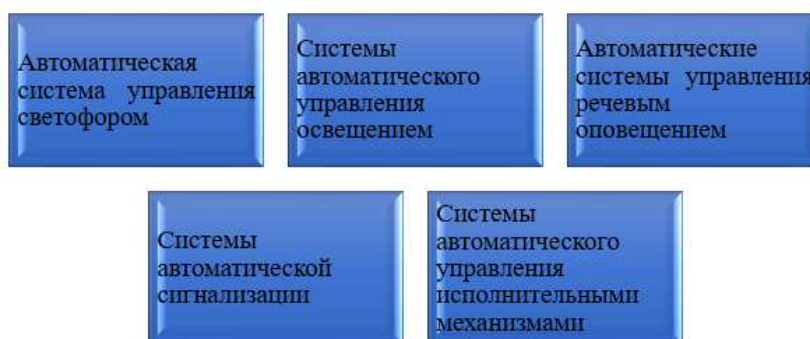 Автоматическая
система управления
светофором
Системы
автоматического
управления
освещением
Автоматические
системы управления
речевым
оповещением
Системы
автоматической
сигнализации
Системы
автоматического
управления
исполнительными
механизмами